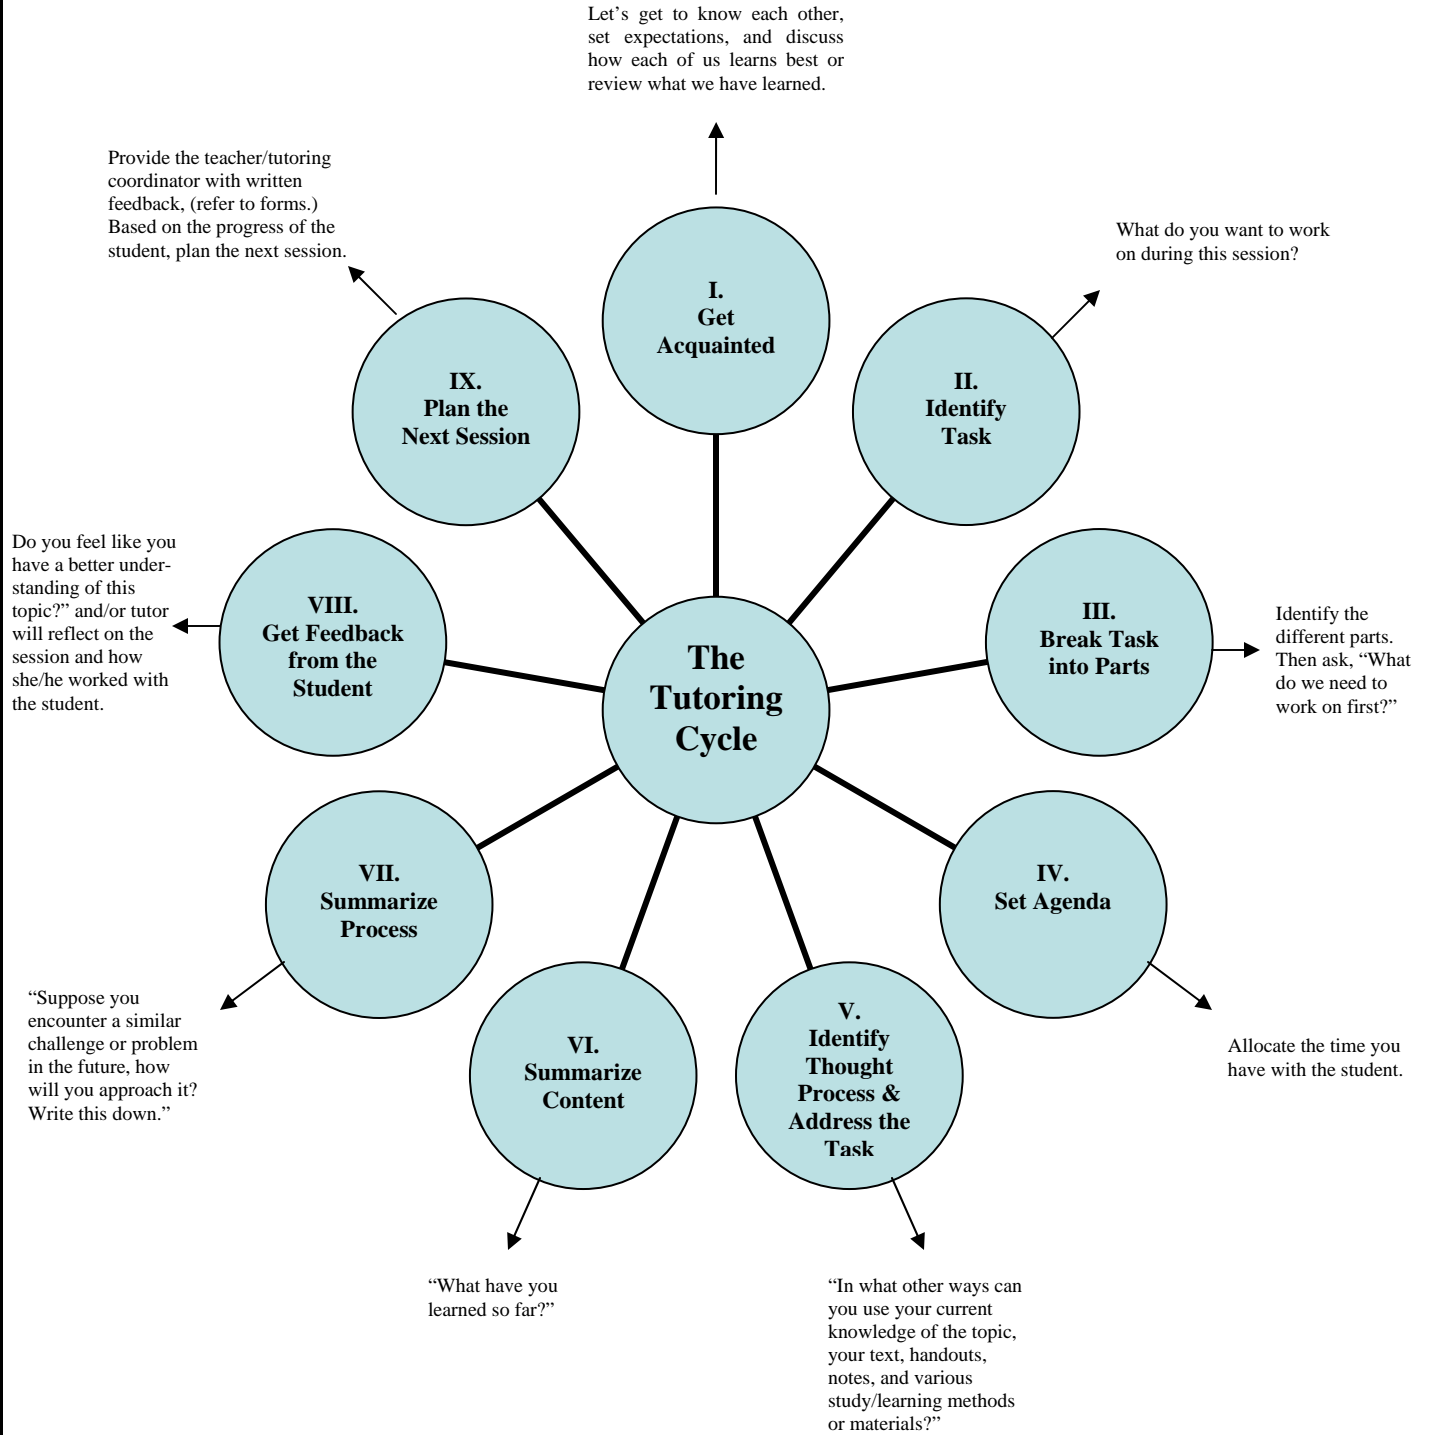 Let’s get to know each other,
set expectations, and discuss
how each of us learns best or
review what we have learned.
I.
Get
Acquainted
What do you want to work
on during this session?
II.
Identify
Task
Identify the
different parts.
Then ask, “What
do we need to
work on first?”
III.
Break Task
into Parts
IV.
Set Agenda
Allocate the time you
have with the student.
V.
Identify
Thought
Process &
Address the
Task
“In what other ways can
you use your current
knowledge of the topic,
your text, handouts,
notes, and various
study/learning methods
or materials?”
VI.
Summarize
Content
“What have you
learned so far?”
VII.
Summarize
Process
“Suppose you
encounter a similar
challenge or problem
in the future, how
will you approach it?
Write this down.”
VIII.
Get Feedback
from the
Student
Do you feel like you
have a better under-
standing of this
topic?” and/or tutor
will reflect on the
session and how
she/he worked with
the student.
IX.
Plan the
Next Session
Provide the teacher/tutoring
coordinator with written
feedback, (refer to forms.)
Based on the progress of the
student, plan the next session.
The
Tutoring
Cycle